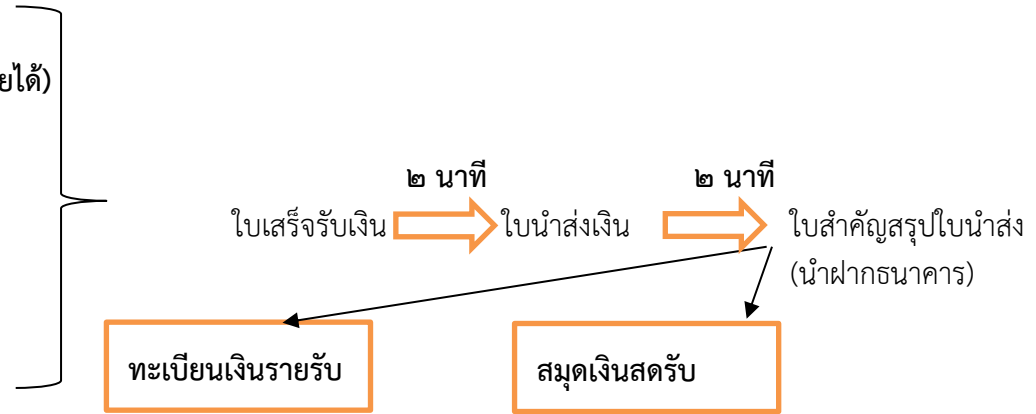 ยได้)
๒ นาที ๒ นาที
ใบเสร็จรับเงิน ใบนำส่งเงิน ใบสำคัญสรุปใบนำส่ง
(นำฝากธนาคาร)
ทะเบียนเงินรายรับ สมุดเงินสดรับ